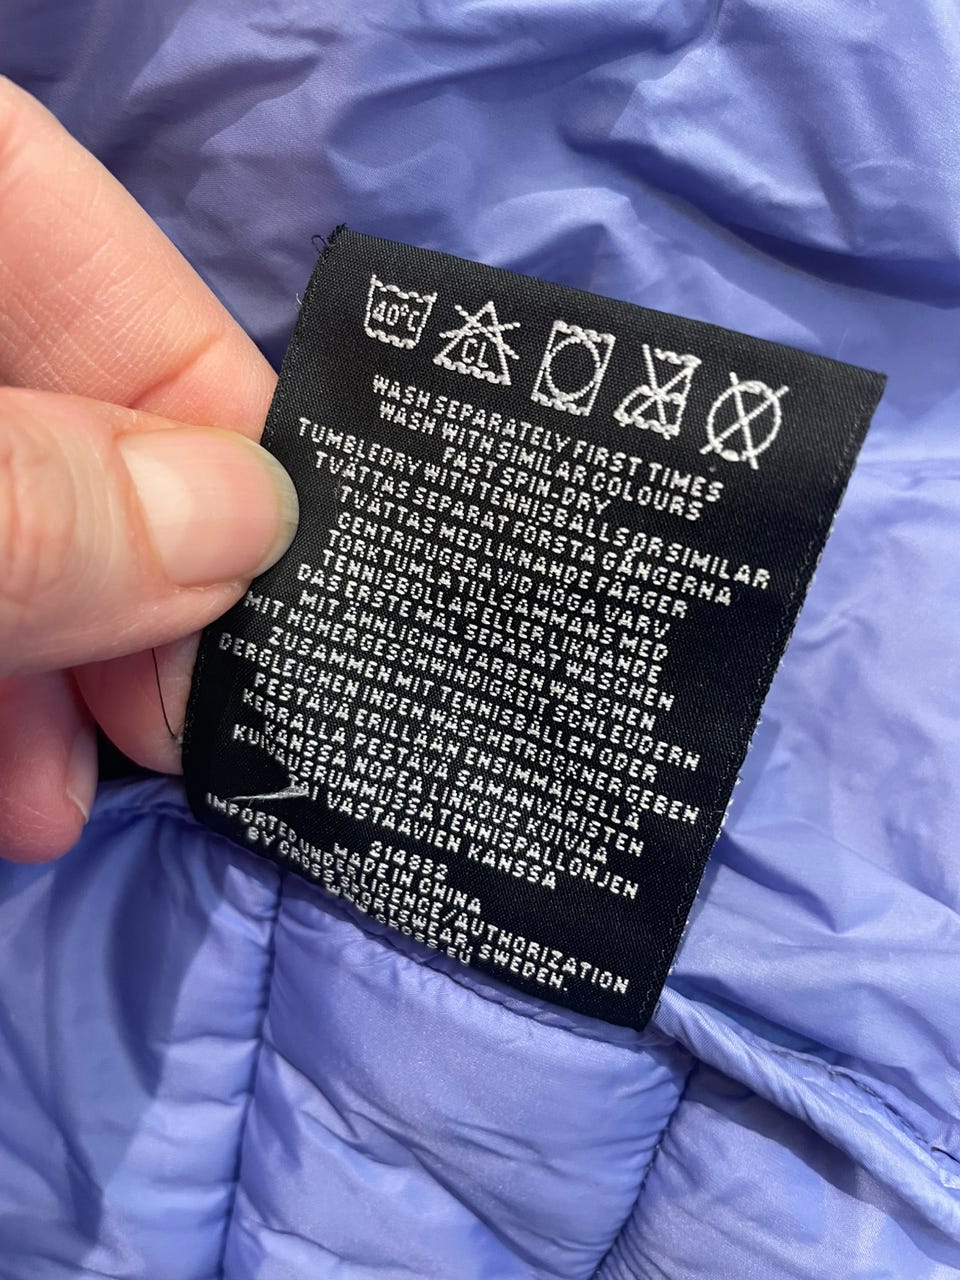 40°C
CL
WASH SEPARATELY FIRST TIMES
WASH WITH SIMILAR COLOURS
FAST SPIN-DRY
TUMBLEDRY WITH TENNISBALLS OR SIMILAR
TVÄTTAS SEPARAT FÖRSTA GÅNGERNA
TVÄTTAS MED LIKNANDE FÄRGER
CENTRIFUGERA VID HÖGA VARV,
TORKTUMLA TILLSAMMANS MED
TENNISBOLLAR ELLER LIKNANDE
DAS ERSTE MAL SEPARAT WASCHEN
MIT ÄHNLICHEN FARBEN WASCHEN
MIT HOHER GESCHWINDIGKEIT SCHLEUDERN
ZUSAMMEN MIT TENNISBÄLLEN ODER
DERGLEICHEN IN DEN WÄSCHETROCKNER GEBEN
PESTÄVÄ ERILLÄÄN ENSIMMÄISELLÄ
KERRALLA PESTÄVÄ SAMANVÄRISTEN
KANSSA NOPEA LINKOUS KUIVAA
TENNISPALLONJEN
VASTAAVIEN KANSSA
214832
MADE IN CHINA
IMPORTED UNDER LICENCE/AUTHORIZATION
BY CROSS SPORTSWEAR, SWEDEN.